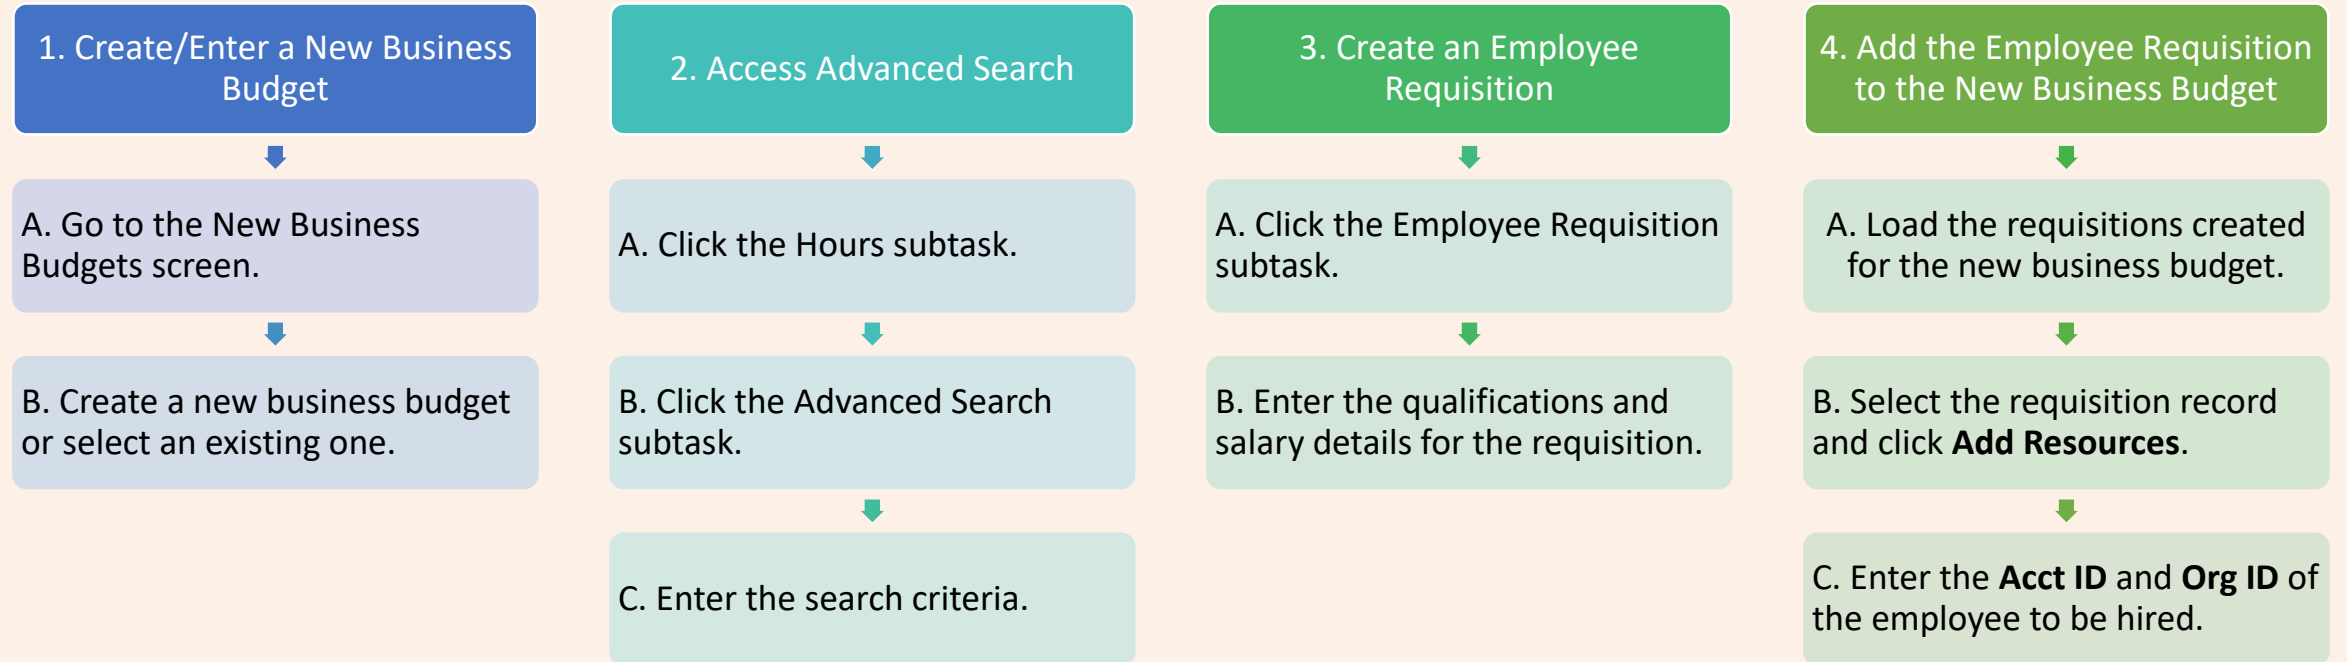 1. Create/Enter a New Business
Budget
A. Go to the New Business
Budgets screen.
B. Create a new business budget
or select an existing one.
2. Access Advanced Search
A. Click the Hours subtask.
B. Click the Advanced Search
subtask.
C. Enter the search criteria.
3. Create an Employee
Requisition
A. Click the Employee Requisition
subtask.
B. Enter the qualifications and
salary details for the requisition.
4. Add the Employee Requisition
to the New Business Budget
A. Load the requisitions created
for the new business budget.
B. Select the requisition record
and click Add Resources.
C. Enter the Acct ID and Org ID of
the employee to be hired.